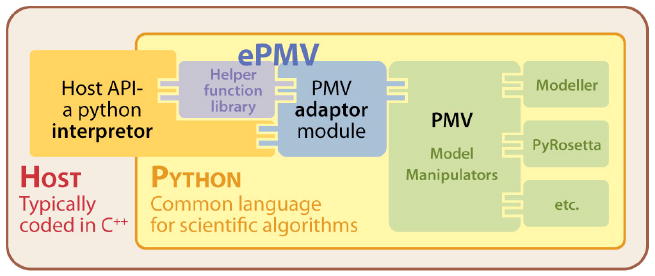 ePMV
Host API-
a python
interpretor
Helper
function
library
PMV
adaptor
module
PMV
Model
Manipulators
Modeller
PyRosetta
etc.
HOST
Typically
coded in C++
PYTHON
Common language
for scientific algorithms